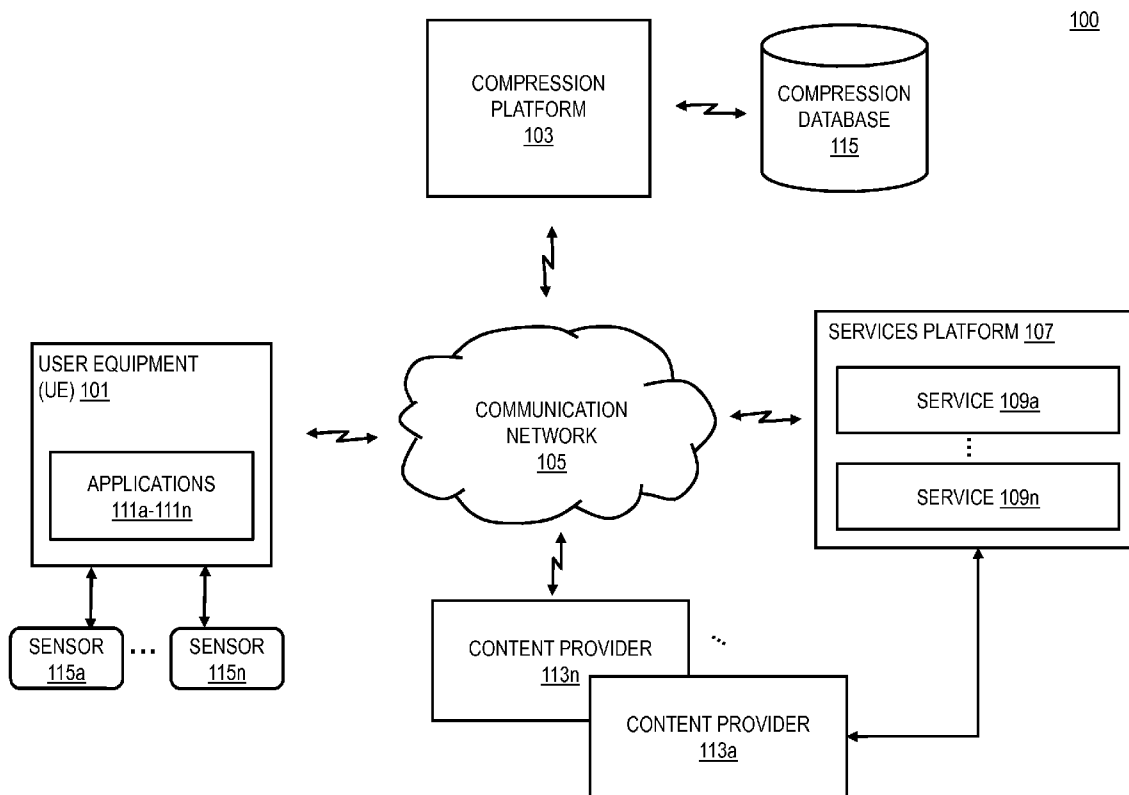 100
COMPRESSION
PLATFORM
103
COMPRESSION
DATABASE
115
USER EQUIPMENT
(UE) 101
APPLICATIONS
111a-111n
SENSOR
115a
...
SENSOR
115n
COMMUNICATION
NETWORK
105
SERVICES PLATFORM 107
SERVICE 109a
...
SERVICE 109n
CONTENT PROVIDER
113n
...
CONTENT PROVIDER
113a